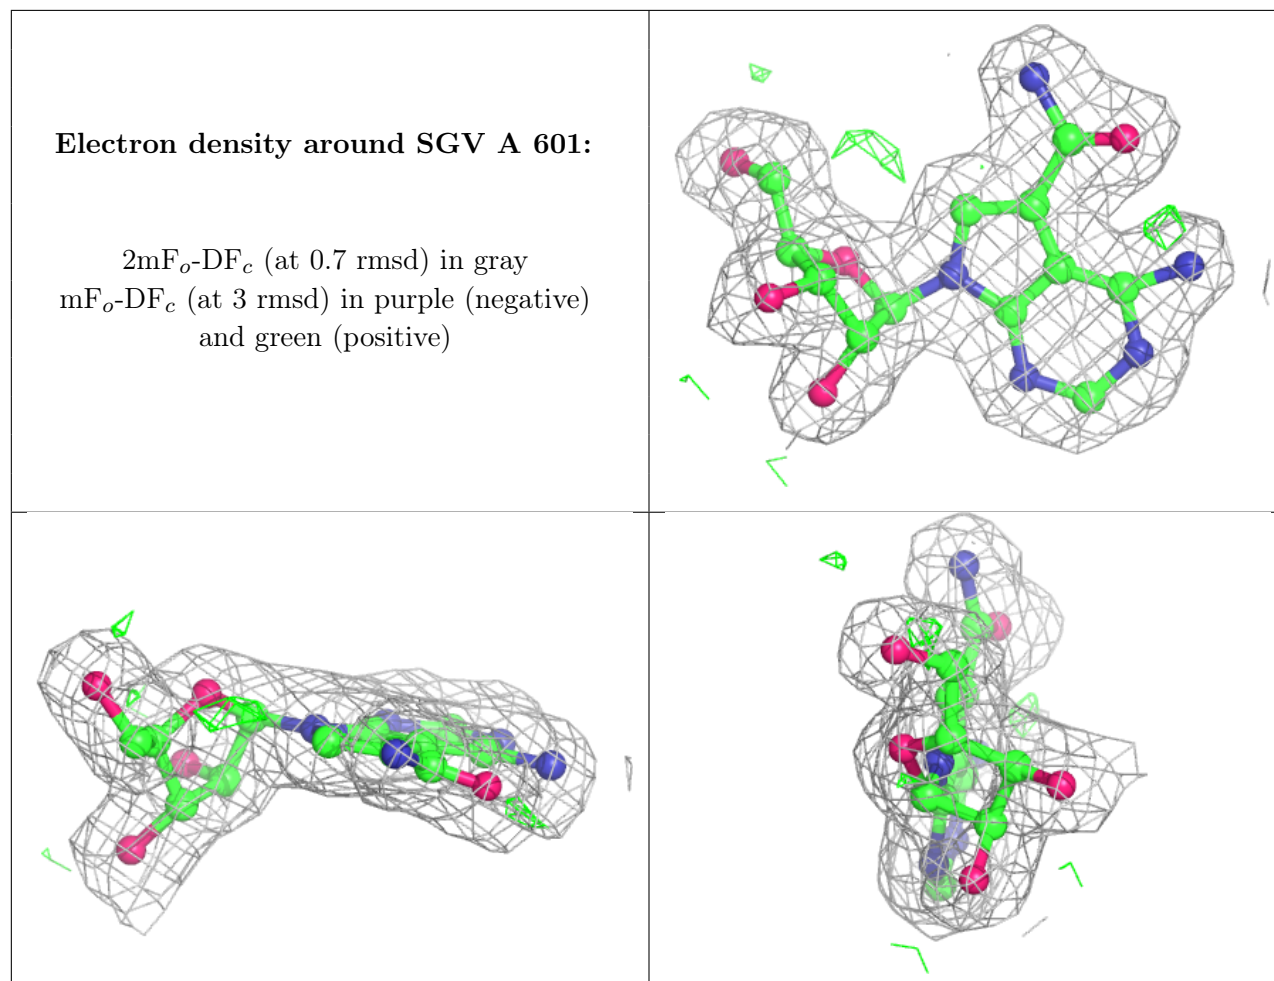 Electron density around SGV A 601:
2mFo-DFc (at 0.7 rmsd) in gray
mFo-DFc (at 3 rmsd) in purple (negative)
and green (positive)